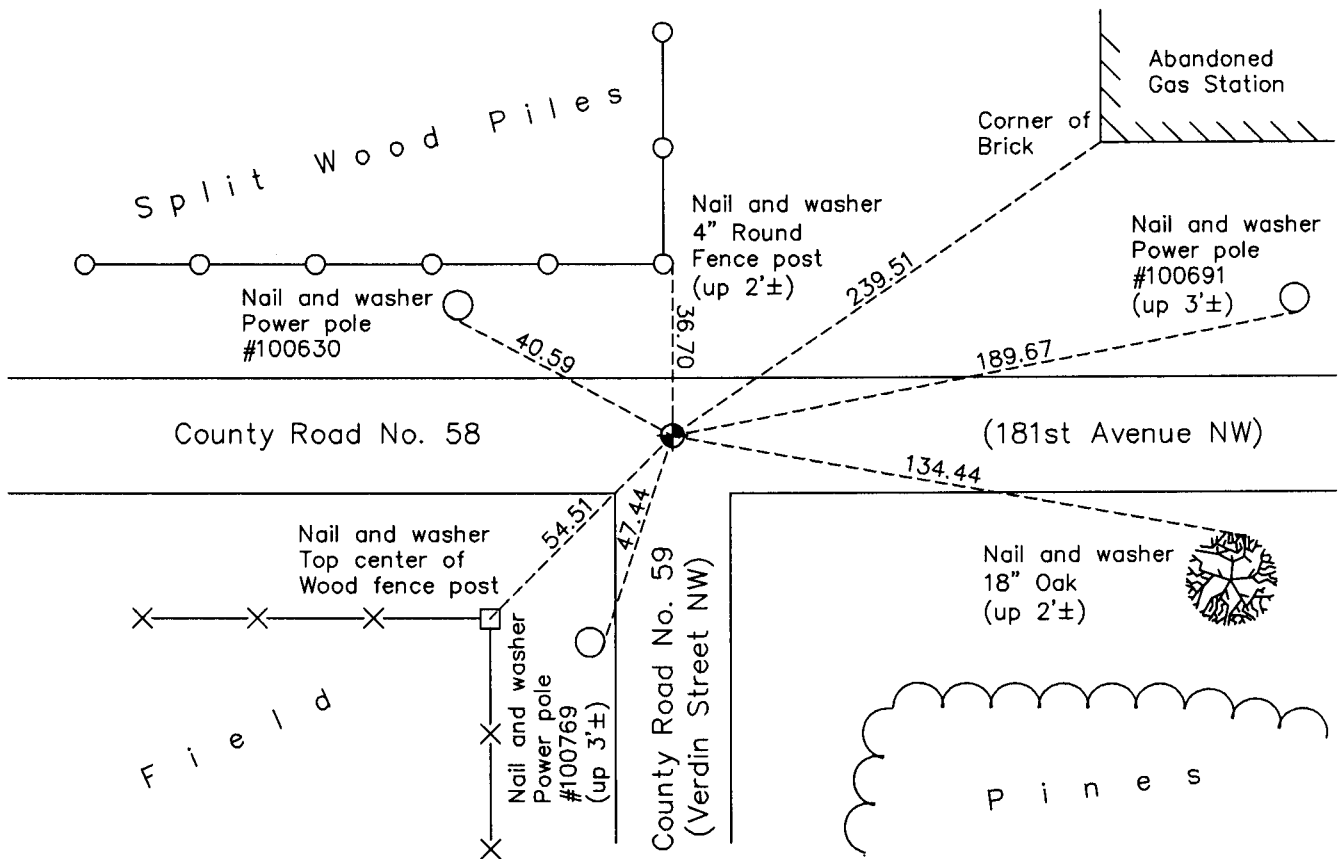 Split Wood Piles
Abandoned
Gas Station
Corner of
Brick
Nail and washer
4" Round
Fence post
(up 2'±)
Nail and washer
Power pole
#100691
(up 3'±)
Nail and washer
Power pole
#100630
239.51
36.70
40.59
189.67
County Road No. 58
(181st Avenue NW)
134.44
54.51
47.44
Nail and washer
Top center of
Wood fence post
Nail and washer
Power pole
#100769
(up 3'±)
County Road No. 59
(Verdin Street NW)
Nail and washer
18" Oak
(up 2'±)
Field
Pines